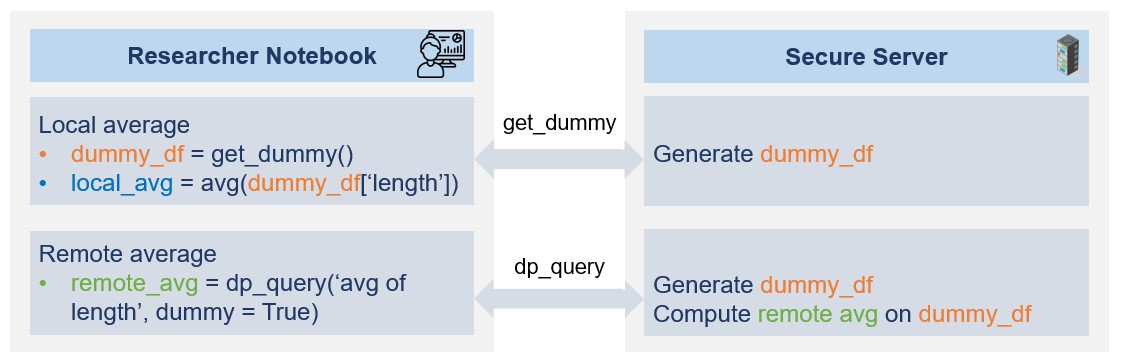 Researcher Notebook
Secure Server
Local average
• dummy_df = get_dummy()
• local_avg = avg(dummy_df[‘length’])
get_dummy
Generate dummy_df
Remote average
• remote_avg = dp_query(‘avg of
length’, dummy = True)
dp_query
Generate dummy_df
Compute remote avg on dummy_df